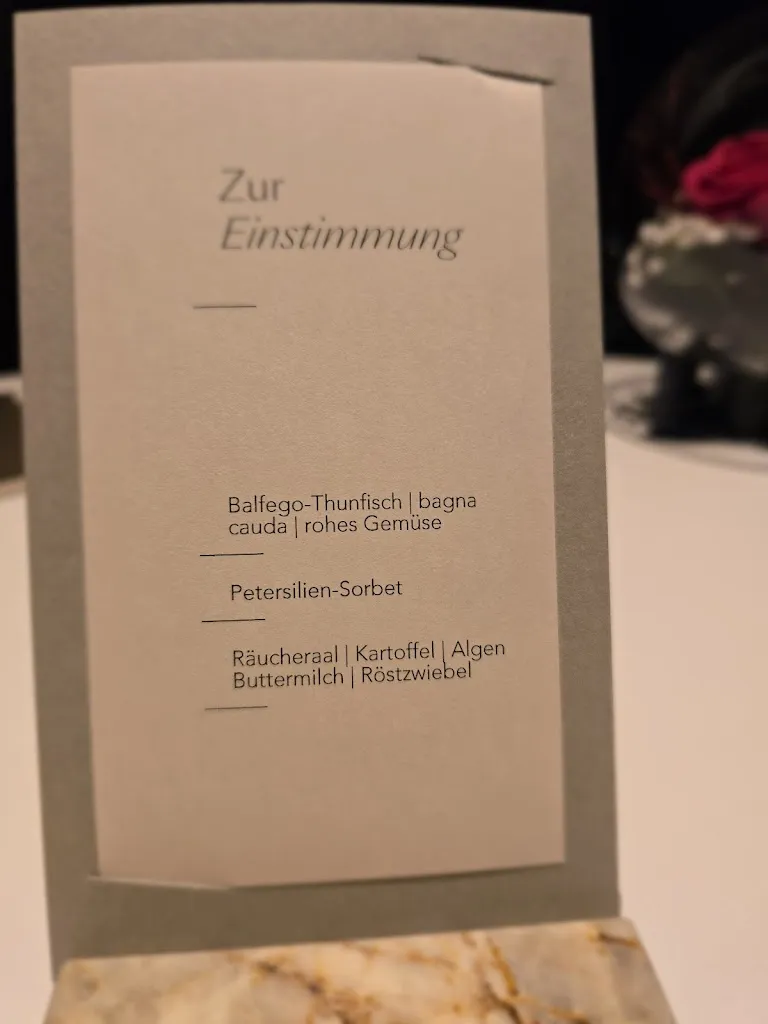 Zur
Einstimmung
Balfego-Thunfisch | bagna
cauda | rohes Gemüse
Petersilien-Sorbet
Räucheraal | Kartoffel | Algen
Buttermilch | Röstzwiebel